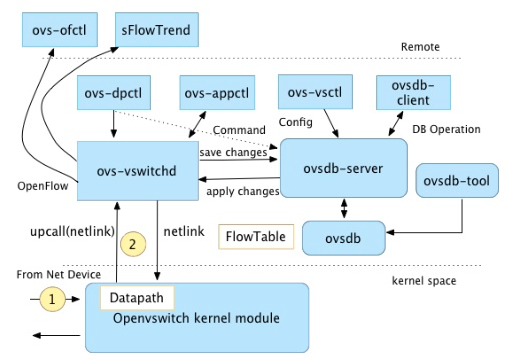 ovs-ofctl
sFlowTrend
Remote
ovs-dpctl
ovs-appctl
ovs-vsctl
ovsdb-
client
Command
Config
DB Operation
ovs-vswitchd
save changes
apply changes
ovsdb-server
ovsdb-tool
OpenFlow
upcall(netlink)
2
netlink
FlowTable
ovsdb
From Net Device
kernel space
1
Datapath
Openvswitch kernel module